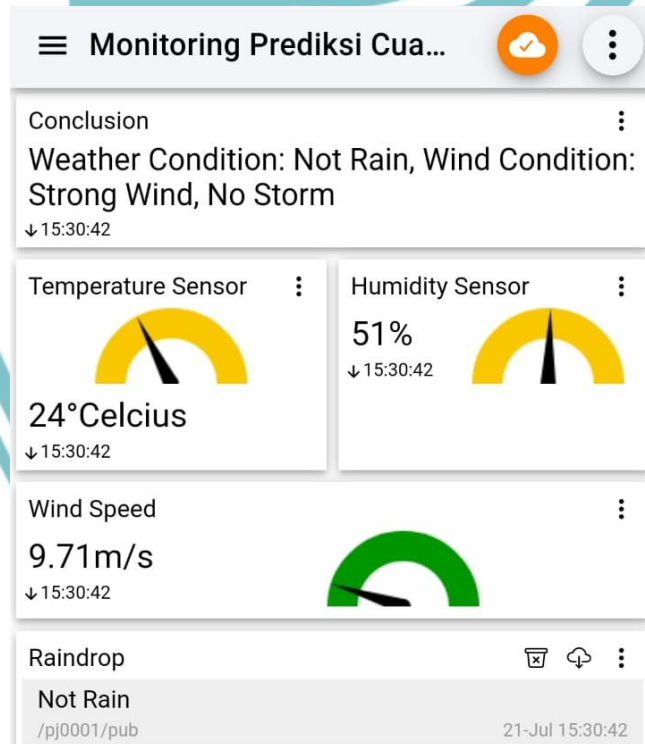 Monitoring Prediksi Cua...
Conclusion
Weather Condition: Not Rain, Wind Condition:
Strong Wind, No Storm
↓15:30:42
Temperature Sensor
24°Celcius
↓15:30:42
Humidity Sensor
51%
↓15:30:42
Wind Speed
9.71m/s
↓15:30:42
Raindrop
Not Rain
/pj0001/pub 21-Jul 15:30:42